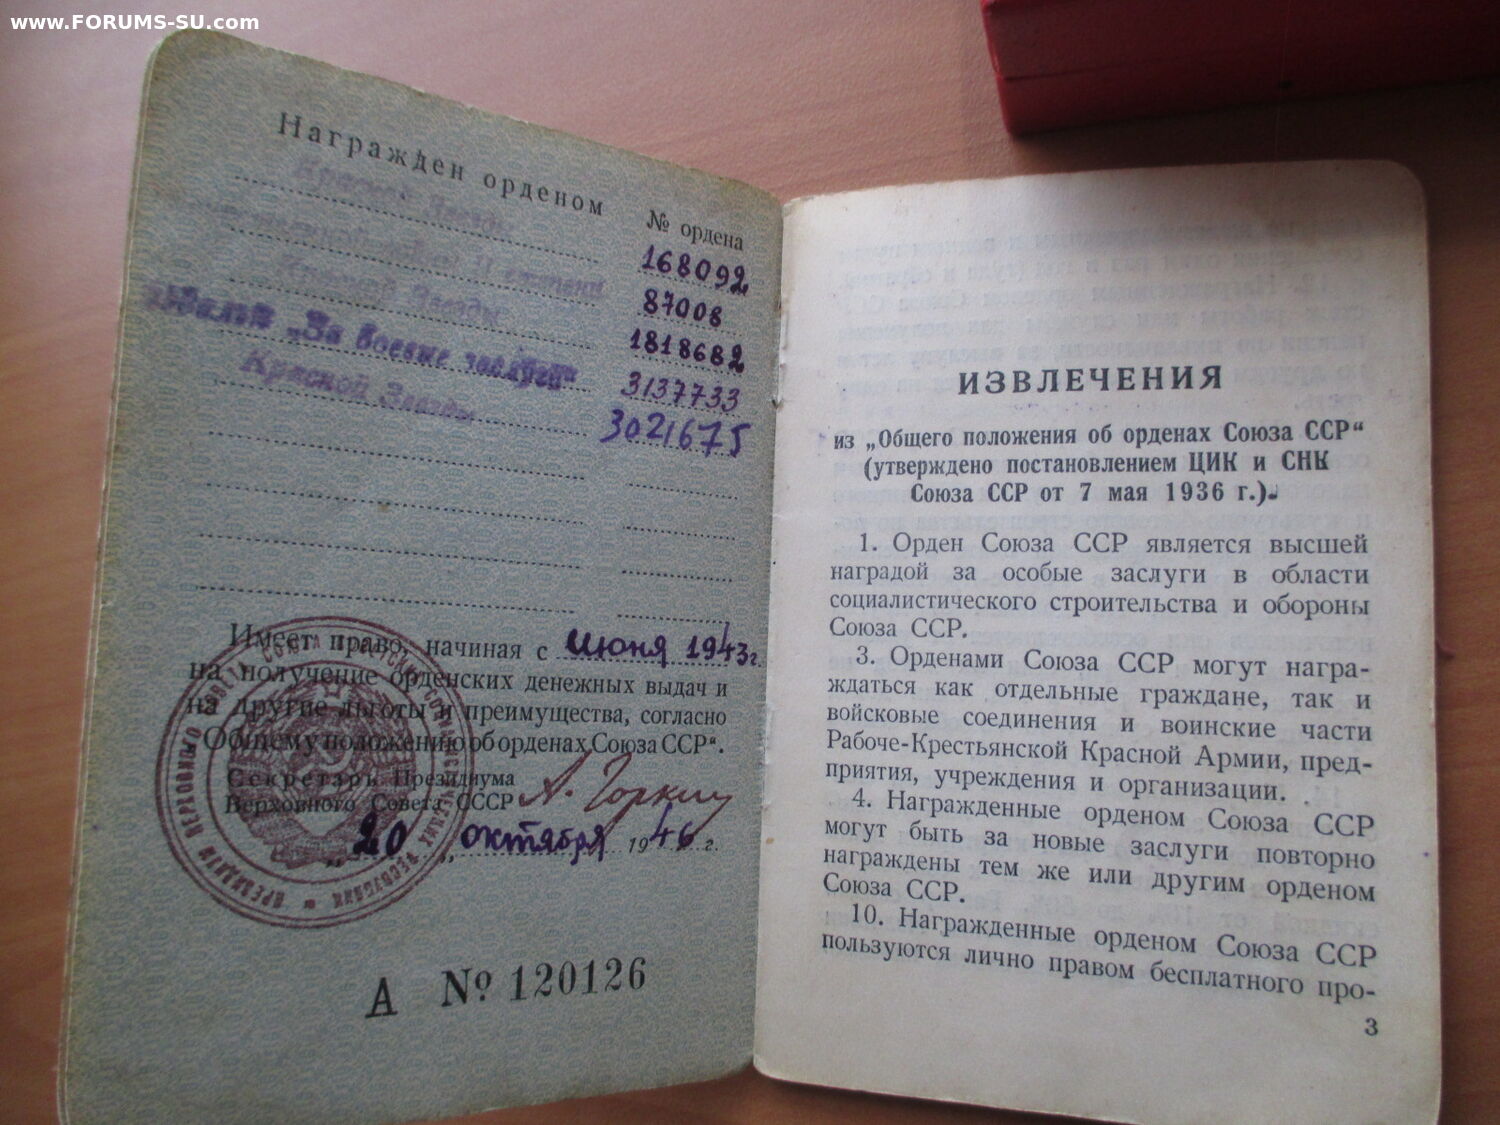 www.FORUMS-SU.com
Награжден орденом
№ ордена
Красной Звезды
168092
войны II степени
87008
Красной Звезды
1818682
Медаль „За боевые заслуги"
3137733
Красной Звезды
3021675
Имеет право, начиная с июня 1943 г.
на получение орденских денежных выдач и
на другие льготы и преимущества, согласно
„Общему положению об орденах Союза ССР“.
Секретарь Президиума
Верховного Совета СССР А. Горкин
„20“ октября 1946 г.
А № 120126
ИЗВЛЕЧЕНИЯ
из „Общего положения об орденах Союза ССР“
(утверждено постановлением ЦИК и СНК
Союза ССР от 7 мая 1936 г.).
1. Орден Союза ССР является высшей
наградой за особые заслуги в области
социалистического строительства и обороны
Союза ССР.
3. Орденами Союза ССР могут награ-
ждаться как отдельные граждане, так и
войсковые соединения и воинские части
Рабоче-Крестьянской Красной Армии, пред-
приятия, учреждения и организации.
4. Награжденные орденом Союза ССР
могут быть за новые заслуги повторно
награждены тем же или другим орденом
Союза ССР.
10. Награжденные орденом Союза ССР
пользуются лично правом бесплатного про-
3